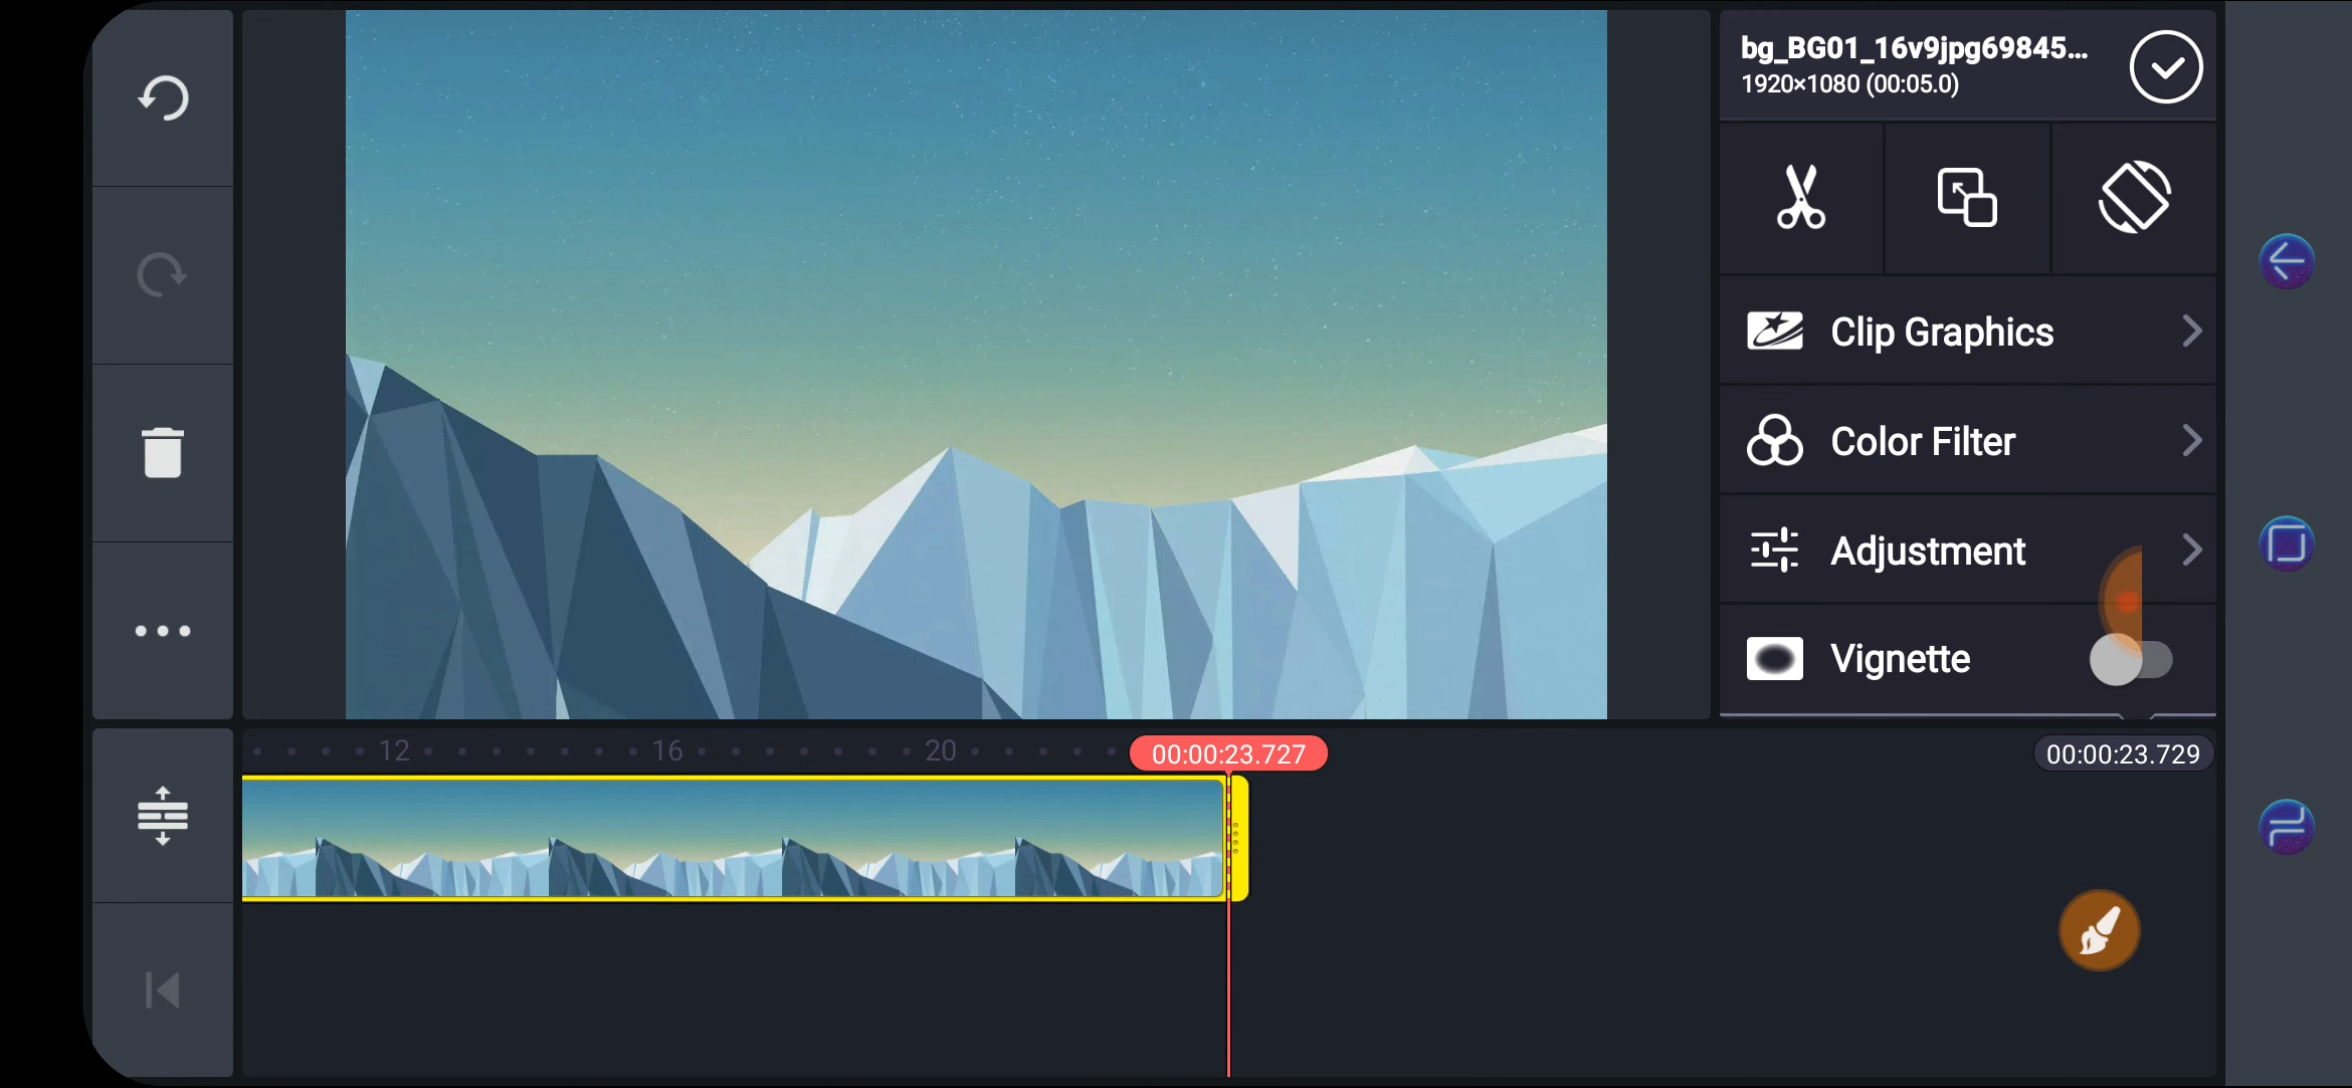 bg_BG01_16v9jpg69845...
1920×1080 (00:05.0)
Clip Graphics
Color Filter
Adjustment
Vignette
12
16
20
00:00:23.727
00:00:23.729